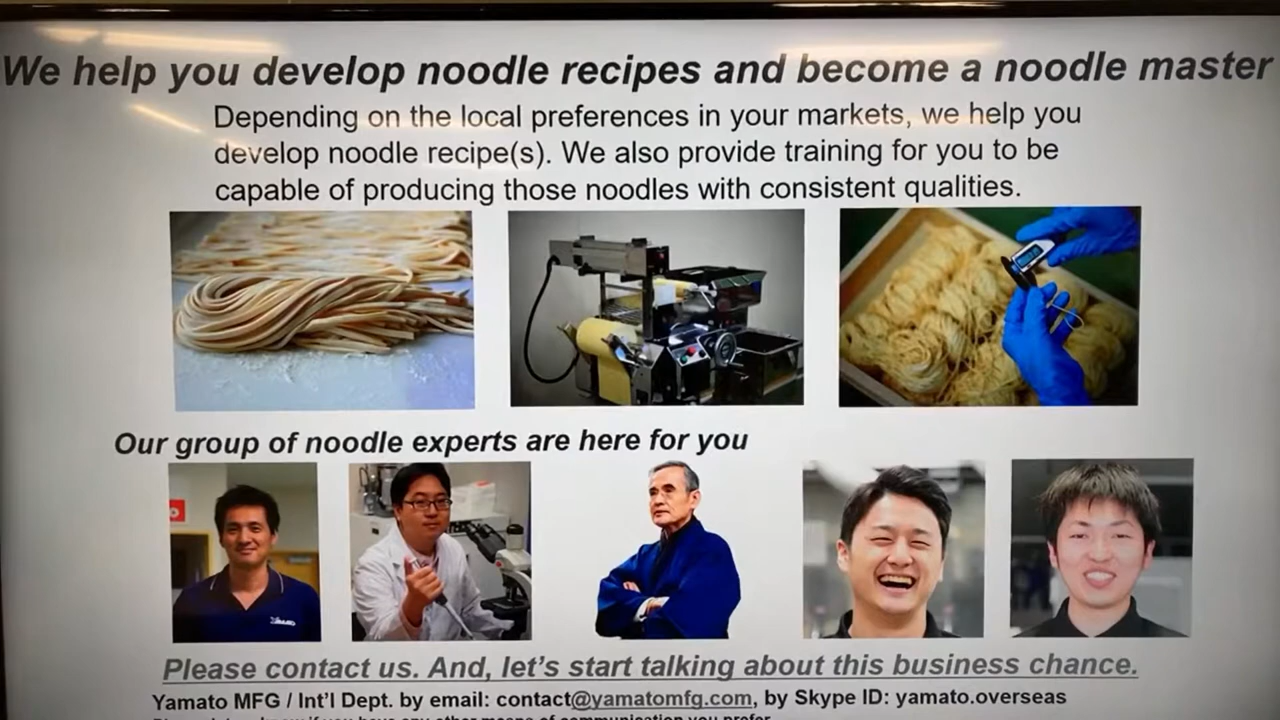 We help you develop noodle recipes and become a noodle master
Depending on the local preferences in your markets, we help you
develop noodle recipe(s). We also provide training for you to be
capable of producing those noodles with consistent qualities.
Our group of noodle experts are here for you
Please contact us. And, let's start talking about this business chance.
Yamato MFG / Int'l Dept. by email: contact@yamatomfg.com, by Skype ID: yamato.overseas